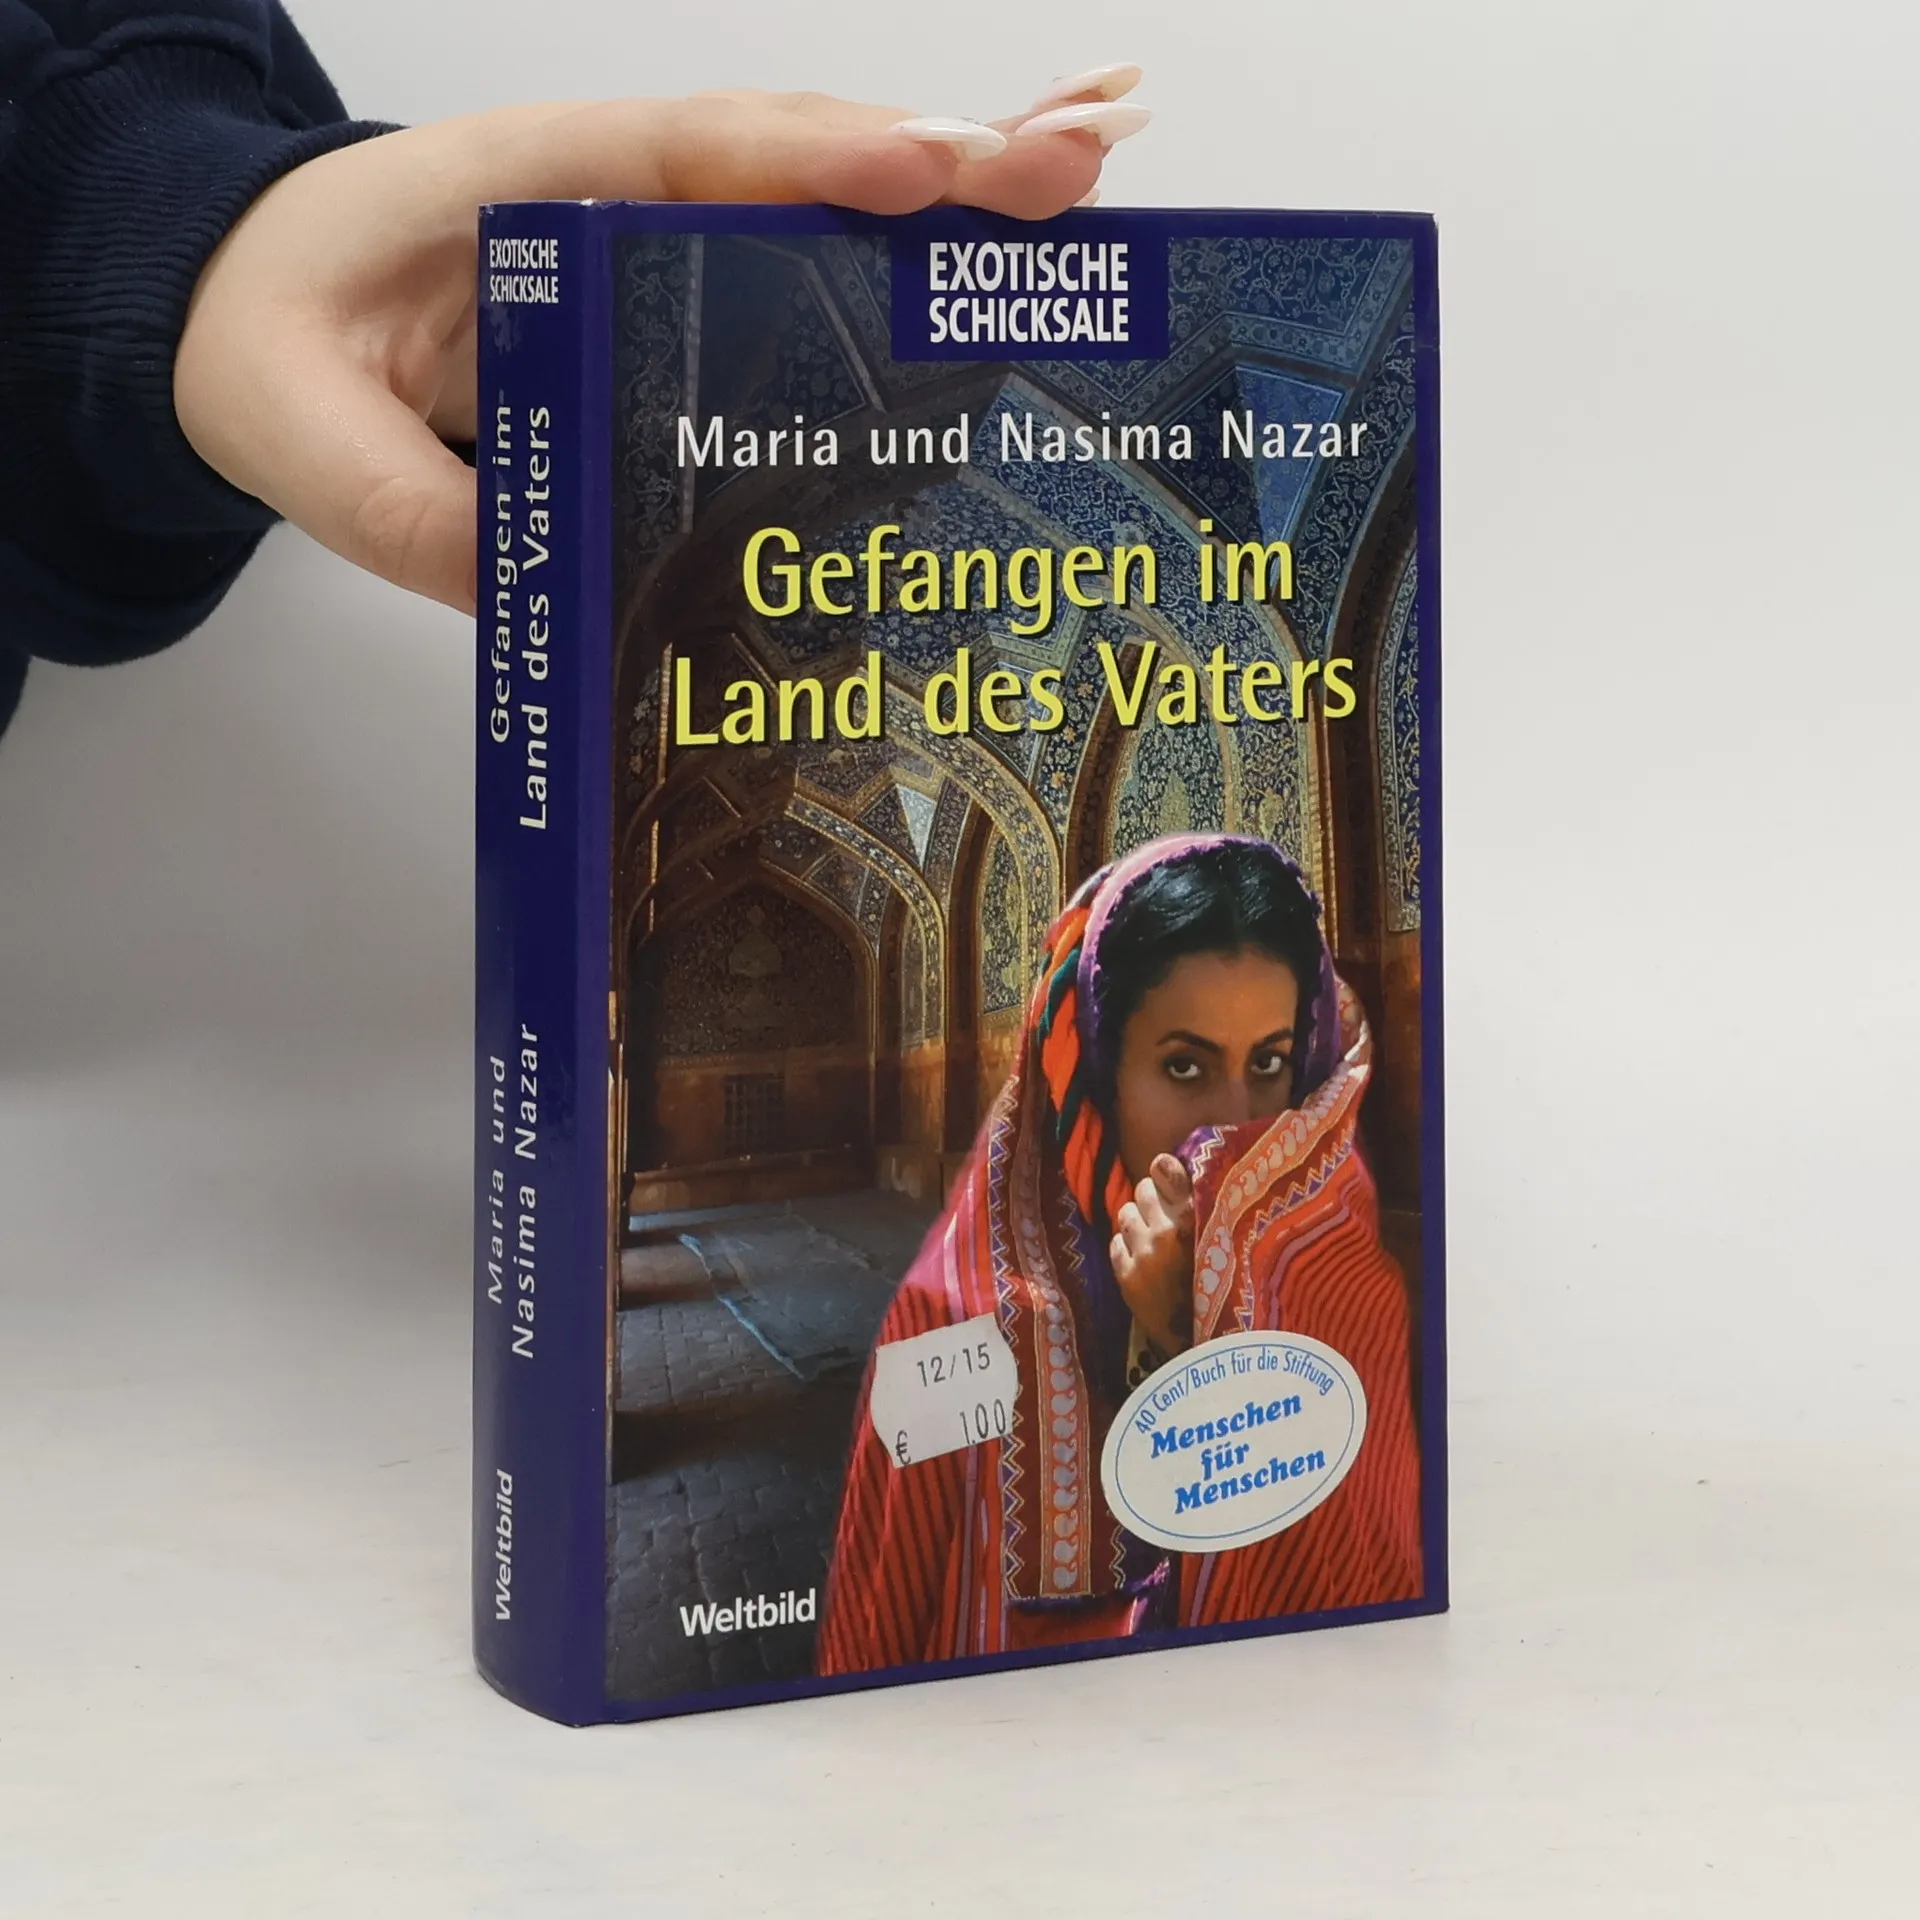 EXOTISCHE
SCHICKSALE
Gefangen im
Land des Vaters
Maria und
Nasima Nazar
Weltbild
EXOTISCHE
SCHICKSALE
Maria und Nasima Nazar
Gefangen im
Land des Vaters
12/15
€ 1.00
40 Cent/Buch für die Stiftung
Menschen
für
Menschen
Weltbild